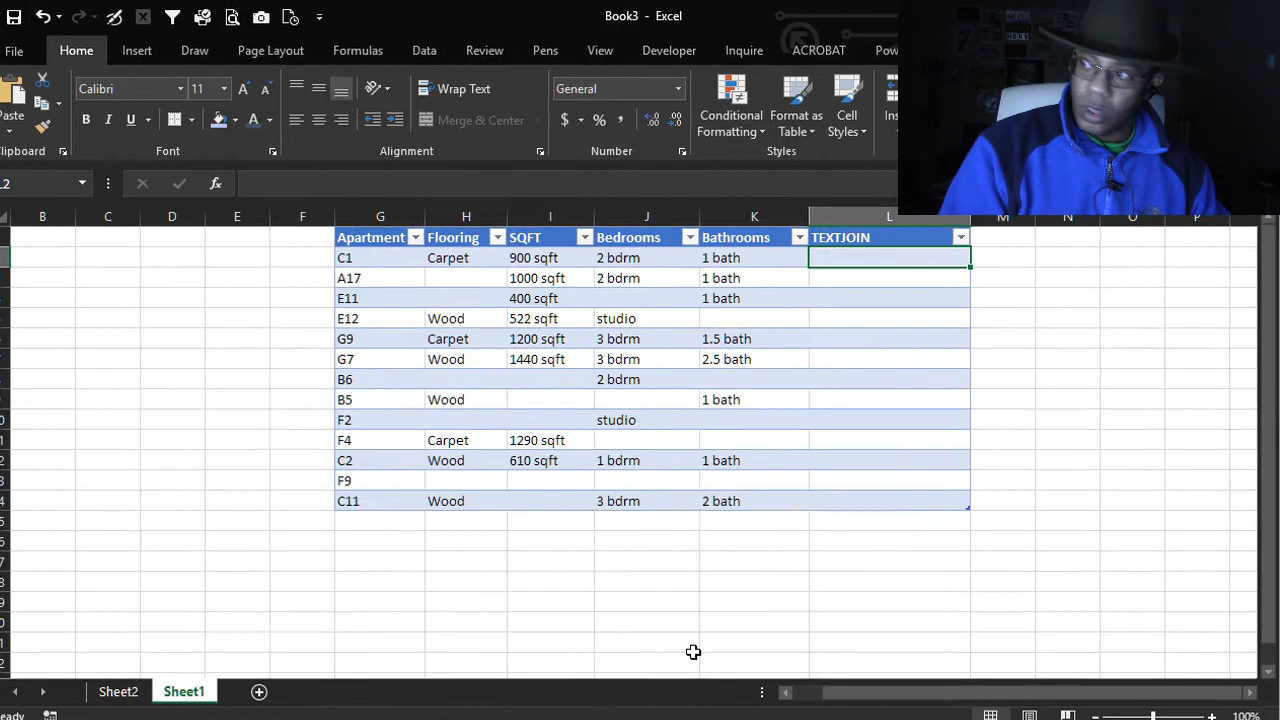 Book3 - Excel
File Home Insert Draw Page Layout Formulas Data Review Pens View Developer Inquire ACROBAT
Calibri 11 Wrap Text General Conditional Formatting Format as Table Cell Styles
B I U Merge & Center $ %
Font Alignment Number Styles
fx
B C D E F G H I J K L M N O P
Apartment Flooring SQFT Bedrooms Bathrooms TEXTJOIN
C1 Carpet 900 sqft 2 bdrm 1 bath
A17 1000 sqft 2 bdrm 1 bath
E11 400 sqft 1 bath
E12 Wood 522 sqft studio
G9 Carpet 1200 sqft 3 bdrm 1.5 bath
G7 Wood 1440 sqft 3 bdrm 2.5 bath
B6 2 bdrm
B5 Wood 1 bath
F2 studio
F4 Carpet 1290 sqft
C2 Wood 610 sqft 1 bdrm 1 bath
F9
C11 Wood 3 bdrm 2 bath
Sheet2 Sheet1
100%